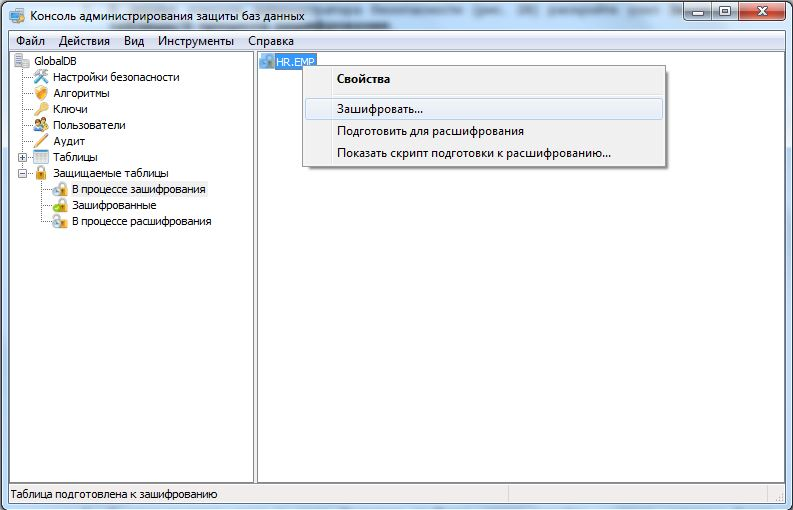 Консоль администрирования защиты баз данных
Файл Действия Вид Инструменты Справка
GlobalDB
Настройки безопасности
Алгоритмы
Ключи
Пользователи
Аудит
Таблицы
Защищаемые таблицы
В процессе зашифрования
Зашифрованные
В процессе расшифрования
HR.EMP
Свойства
Зашифровать...
Подготовить для расшифрования
Показать скрипт подготовки к расшифрованию...
Таблица подготовлена к зашифрованию